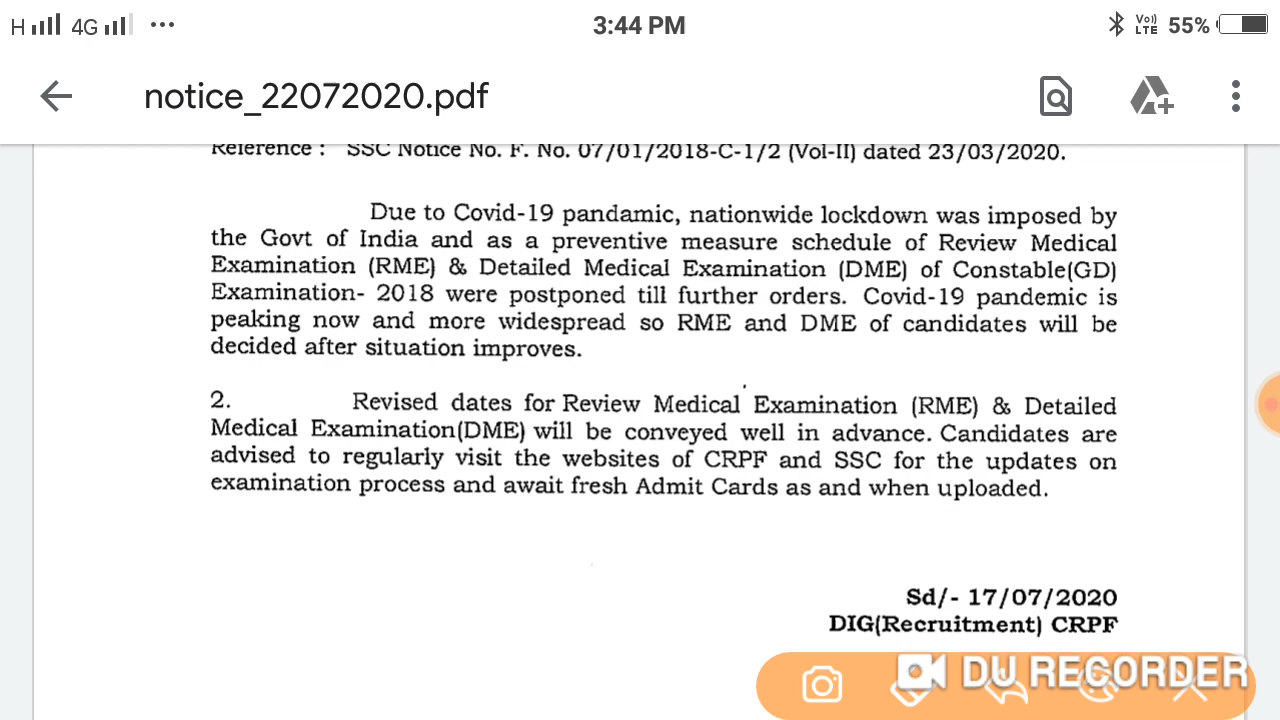 H 4G ••• 3:44 PM Vo)) LTE 55%
notice_22072020.pdf
Reference : SSC Notice No. F. No. 07/01/2018-C-1/2 (Vol-II) dated 23/03/2020.
Due to Covid-19 pandamic, nationwide lockdown was imposed by
the Govt of India and as a preventive measure schedule of Review Medical
Examination (RME) & Detailed Medical Examination (DME) of Constable(GD)
Examination- 2018 were postponed till further orders. Covid-19 pandemic is
peaking now and more widespread so RME and DME of candidates will be
decided after situation improves.
2. Revised dates for Review Medical Examination (RME) & Detailed
Medical Examination(DME) will be conveyed well in advance. Candidates are
advised to regularly visit the websites of CRPF and SSC for the updates on
examination process and await fresh Admit Cards as and when uploaded.
Sd/- 17/07/2020
DIG(Recruitment) CRPF
DU RECORDER